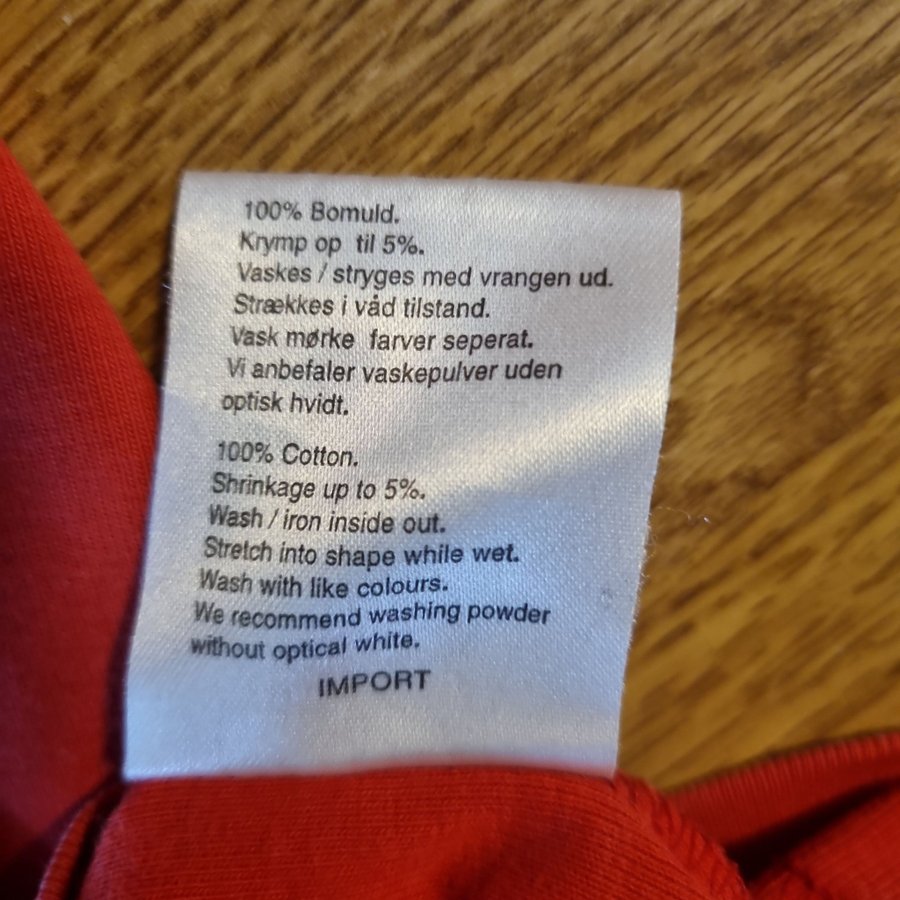 100% Bomuld.
Krymp op til 5%.
Vaskes / stryges med vrangen ud.
Strækkes i våd tilstand.
Vask mørke farver seperat.
Vi anbefaler vaskepulver uden
optisk hvidt.
100% Cotton.
Shrinkage up to 5%.
Wash / iron inside out.
Stretch into shape while wet.
Wash with like colours.
We recommend washing powder
without optical white.
IMPORT